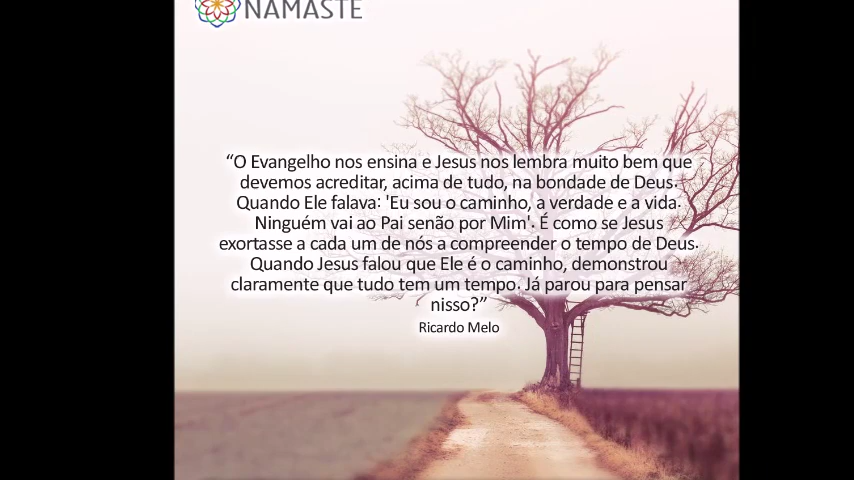 NAMASTE
“O Evangelho nos ensina e Jesus nos lembra muito bem que
devemos acreditar, acima de tudo, na bondade de Deus.
Quando Ele falava: 'Eu sou o caminho, a verdade e a vida.
Ninguém vai ao Pai senão por Mim'. É como se Jesus
exortasse a cada um de nós a compreender o tempo de Deus.
Quando Jesus falou que Ele é o caminho, demonstrou
claramente que tudo tem um tempo. Já parou para pensar
nisso?”
Ricardo Melo